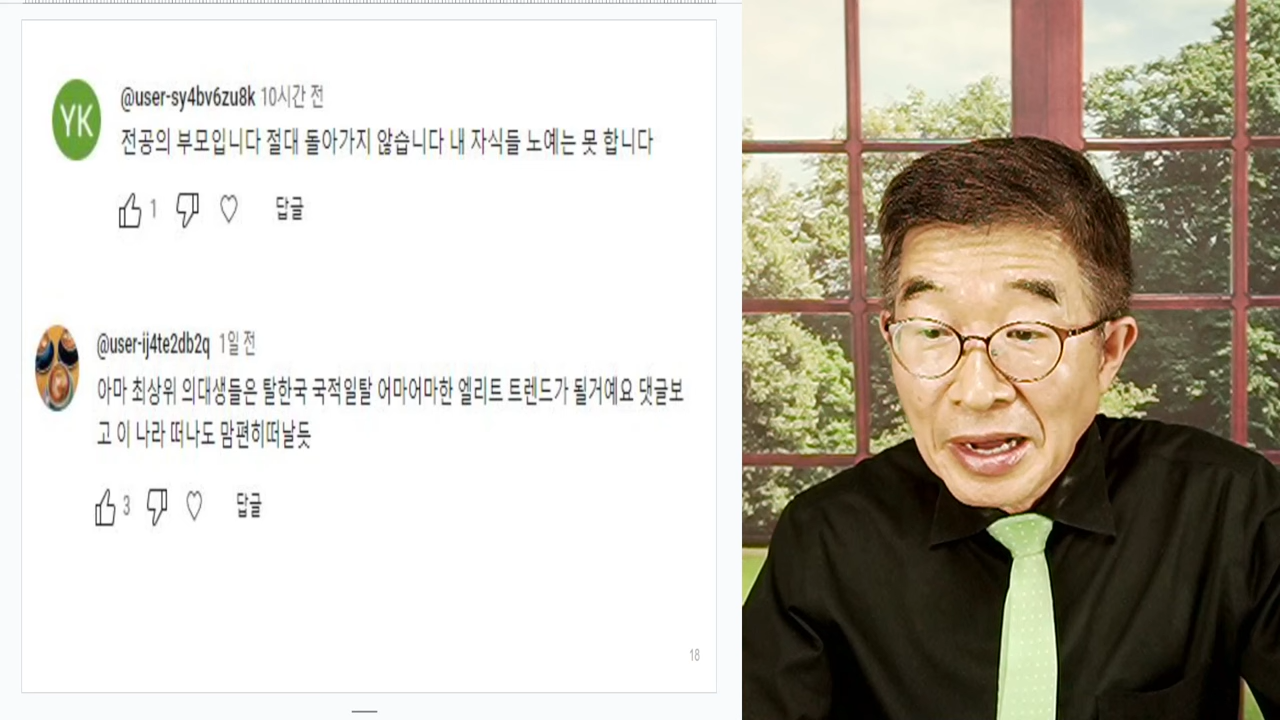 YK
@user-sy4bv6zu8k 10시간 전
전공의 부모입니다 절대 돌아가지 않습니다 내 자식들 노예는 못 합니다
1
답글
@user-ij4te2db2q 1일 전
아마 최상위 의대생들은 탈한국 국적일탈 어마어마한 엘리트 트렌드가 될거예요 댓글보
고 이 나라 떠나도 맘편히떠날듯
3
답글
18